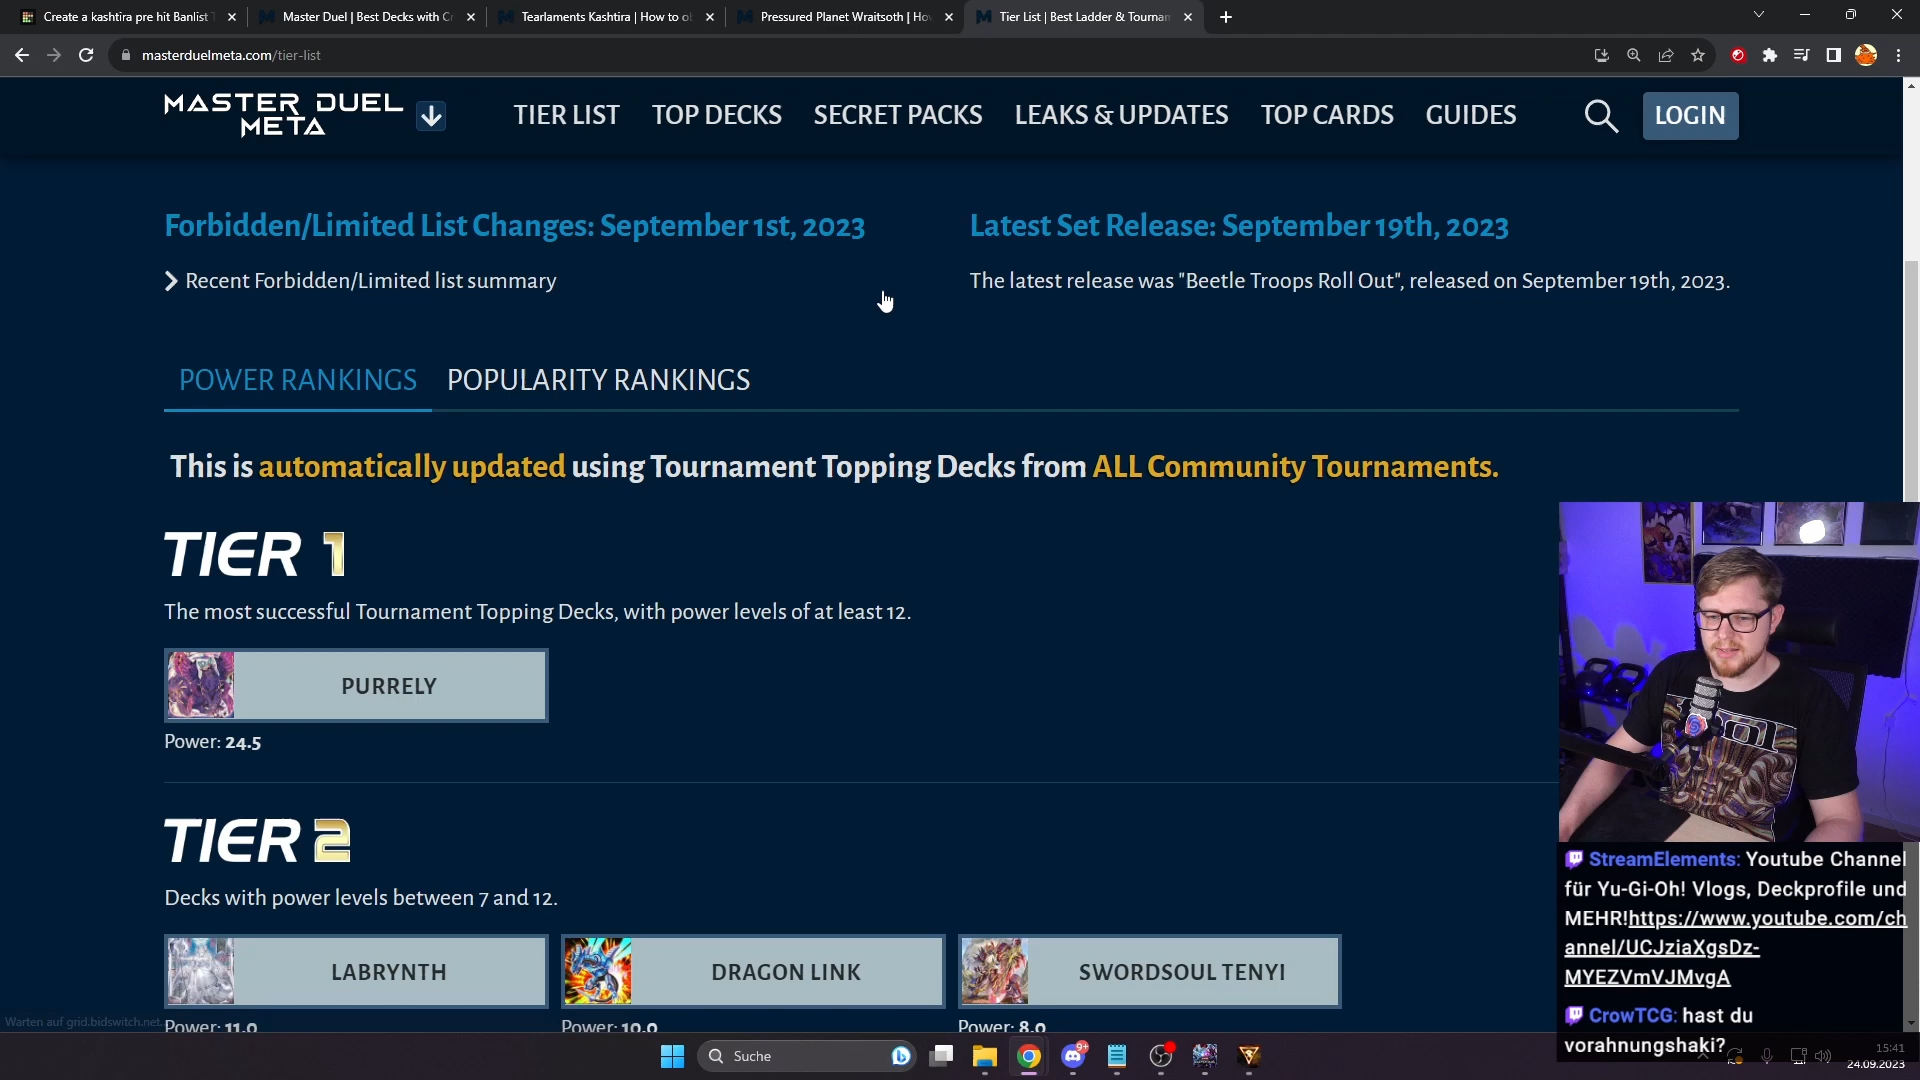 Create a kashtira pre hit Banlist T
Master Duel | Best Decks with Cr
Tearlaments Kashtira | How to ob
Pressured Planet Wraitsoth | How
Tier List | Best Ladder & Tournam
masterduelmeta.com/tier-list
MASTER DUEL
META
TIER LIST
TOP DECKS
SECRET PACKS
LEAKS & UPDATES
TOP CARDS
GUIDES
LOGIN
Forbidden/Limited List Changes: September 1st, 2023
Latest Set Release: September 19th, 2023
Recent Forbidden/Limited list summary
The latest release was "Beetle Troops Roll Out", released on September 19th, 2023.
POWER RANKINGS
POPULARITY RANKINGS
This is automatically updated using Tournament Topping Decks from ALL Community Tournaments.
TIER 1
The most successful Tournament Topping Decks, with power levels of at least 12.
PURRELY
Power: 24.5
TIER 2
Decks with power levels between 7 and 12.
LABRYNTH
DRAGON LINK
SWORDSOUL TENYI
Power: 11.0
Power: 10.0
Power: 8.0
Warten auf grid.bidswitch.net...
StreamElements: Youtube Channel
für Yu-Gi-Oh! Vlogs, Deckprofile und
MEHR!https://www.youtube.com/ch
annel/UCJziaXgsDz-
MYEZVmVJMvgA
CrowTCG: hast du
vorahnungshaki?
Suche
9+
15:41
24.09.2023